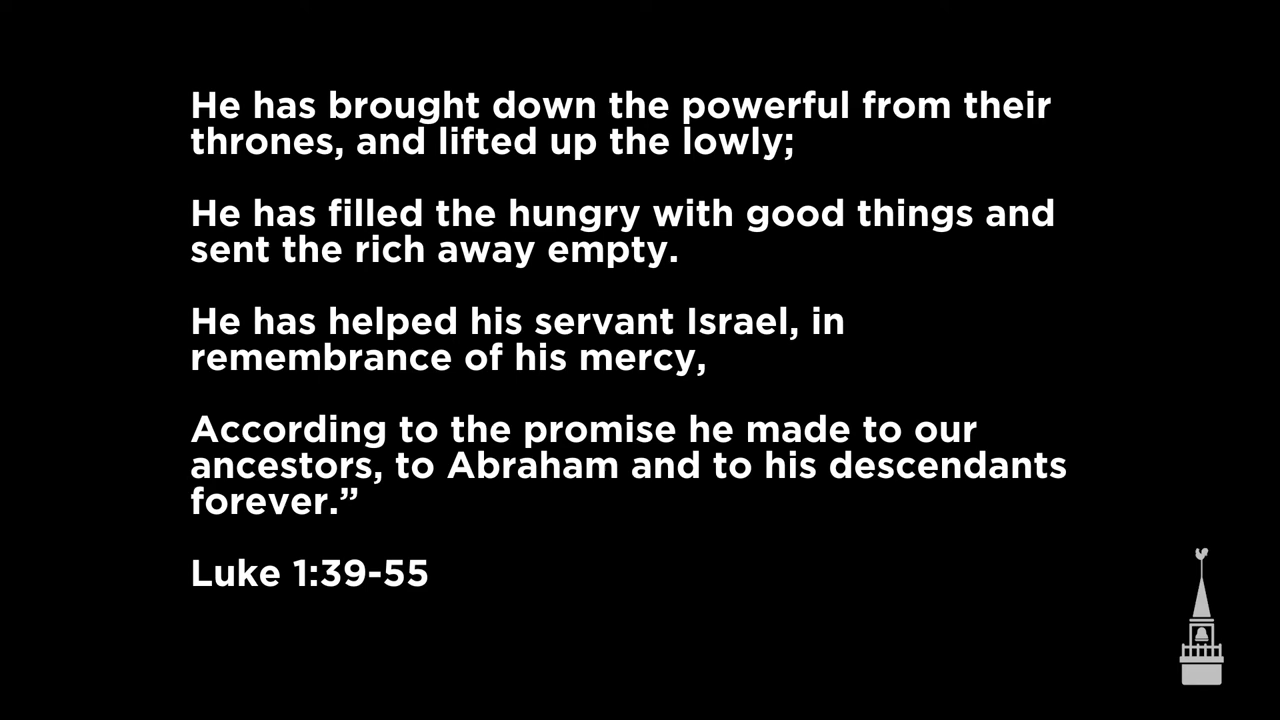 He has brought down the powerful from their
thrones, and lifted up the lowly;
He has filled the hungry with good things and
sent the rich away empty.
He has helped his servant Israel, in
remembrance of his mercy,
According to the promise he made to our
ancestors, to Abraham and to his descendants
forever.”
Luke 1:39-55